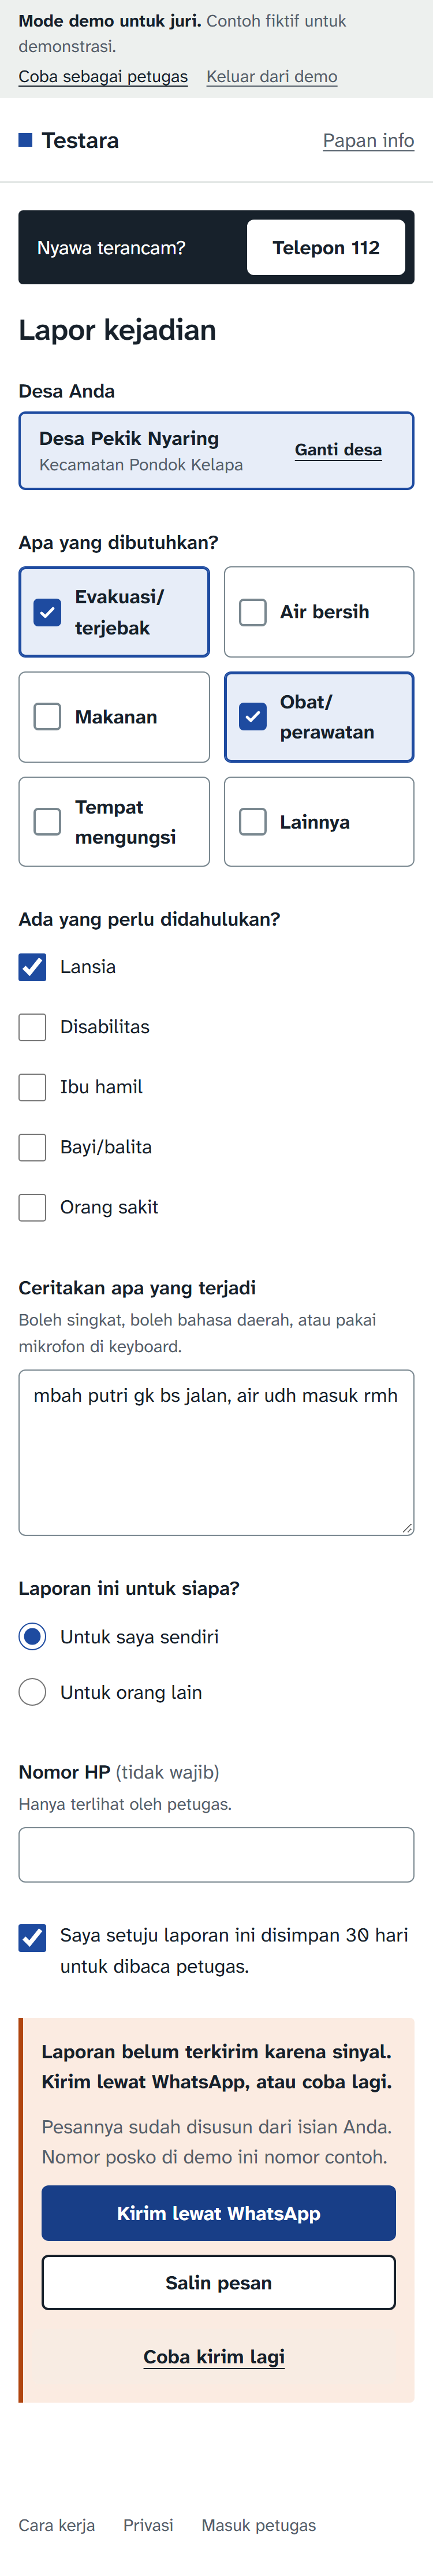 Mode demo untuk juri. Contoh fiktif untuk
demonstrasi.
Coba sebagai petugas Keluar dari demo
Testara
Papan info
Nyawa terancam?
Telepon 112
Lapor kejadian
Desa Anda
Desa Pekik Nyaring
Kecamatan Pondok Kelapa
Ganti desa
Apa yang dibutuhkan?
Evakuasi/
terjebak
Air bersih
Makanan
Obat/
perawatan
Tempat
mengungsi
Lainnya
Ada yang perlu didahulukan?
Lansia
Disabilitas
Ibu hamil
Bayi/balita
Orang sakit
Ceritakan apa yang terjadi
Boleh singkat, boleh bahasa daerah, atau pakai
mikrofon di keyboard.
mbah putri gk bs jalan, air udh masuk rmh
Laporan ini untuk siapa?
Untuk saya sendiri
Untuk orang lain
Nomor HP (tidak wajib)
Hanya terlihat oleh petugas.
Saya setuju laporan ini disimpan 30 hari
untuk dibaca petugas.
Laporan belum terkirim karena sinyal.
Kirim lewat WhatsApp, atau coba lagi.
Pesannya sudah disusun dari isian Anda.
Nomor posko di demo ini nomor contoh.
Kirim lewat WhatsApp
Salin pesan
Coba kirim lagi
Cara kerja Privasi Masuk petugas